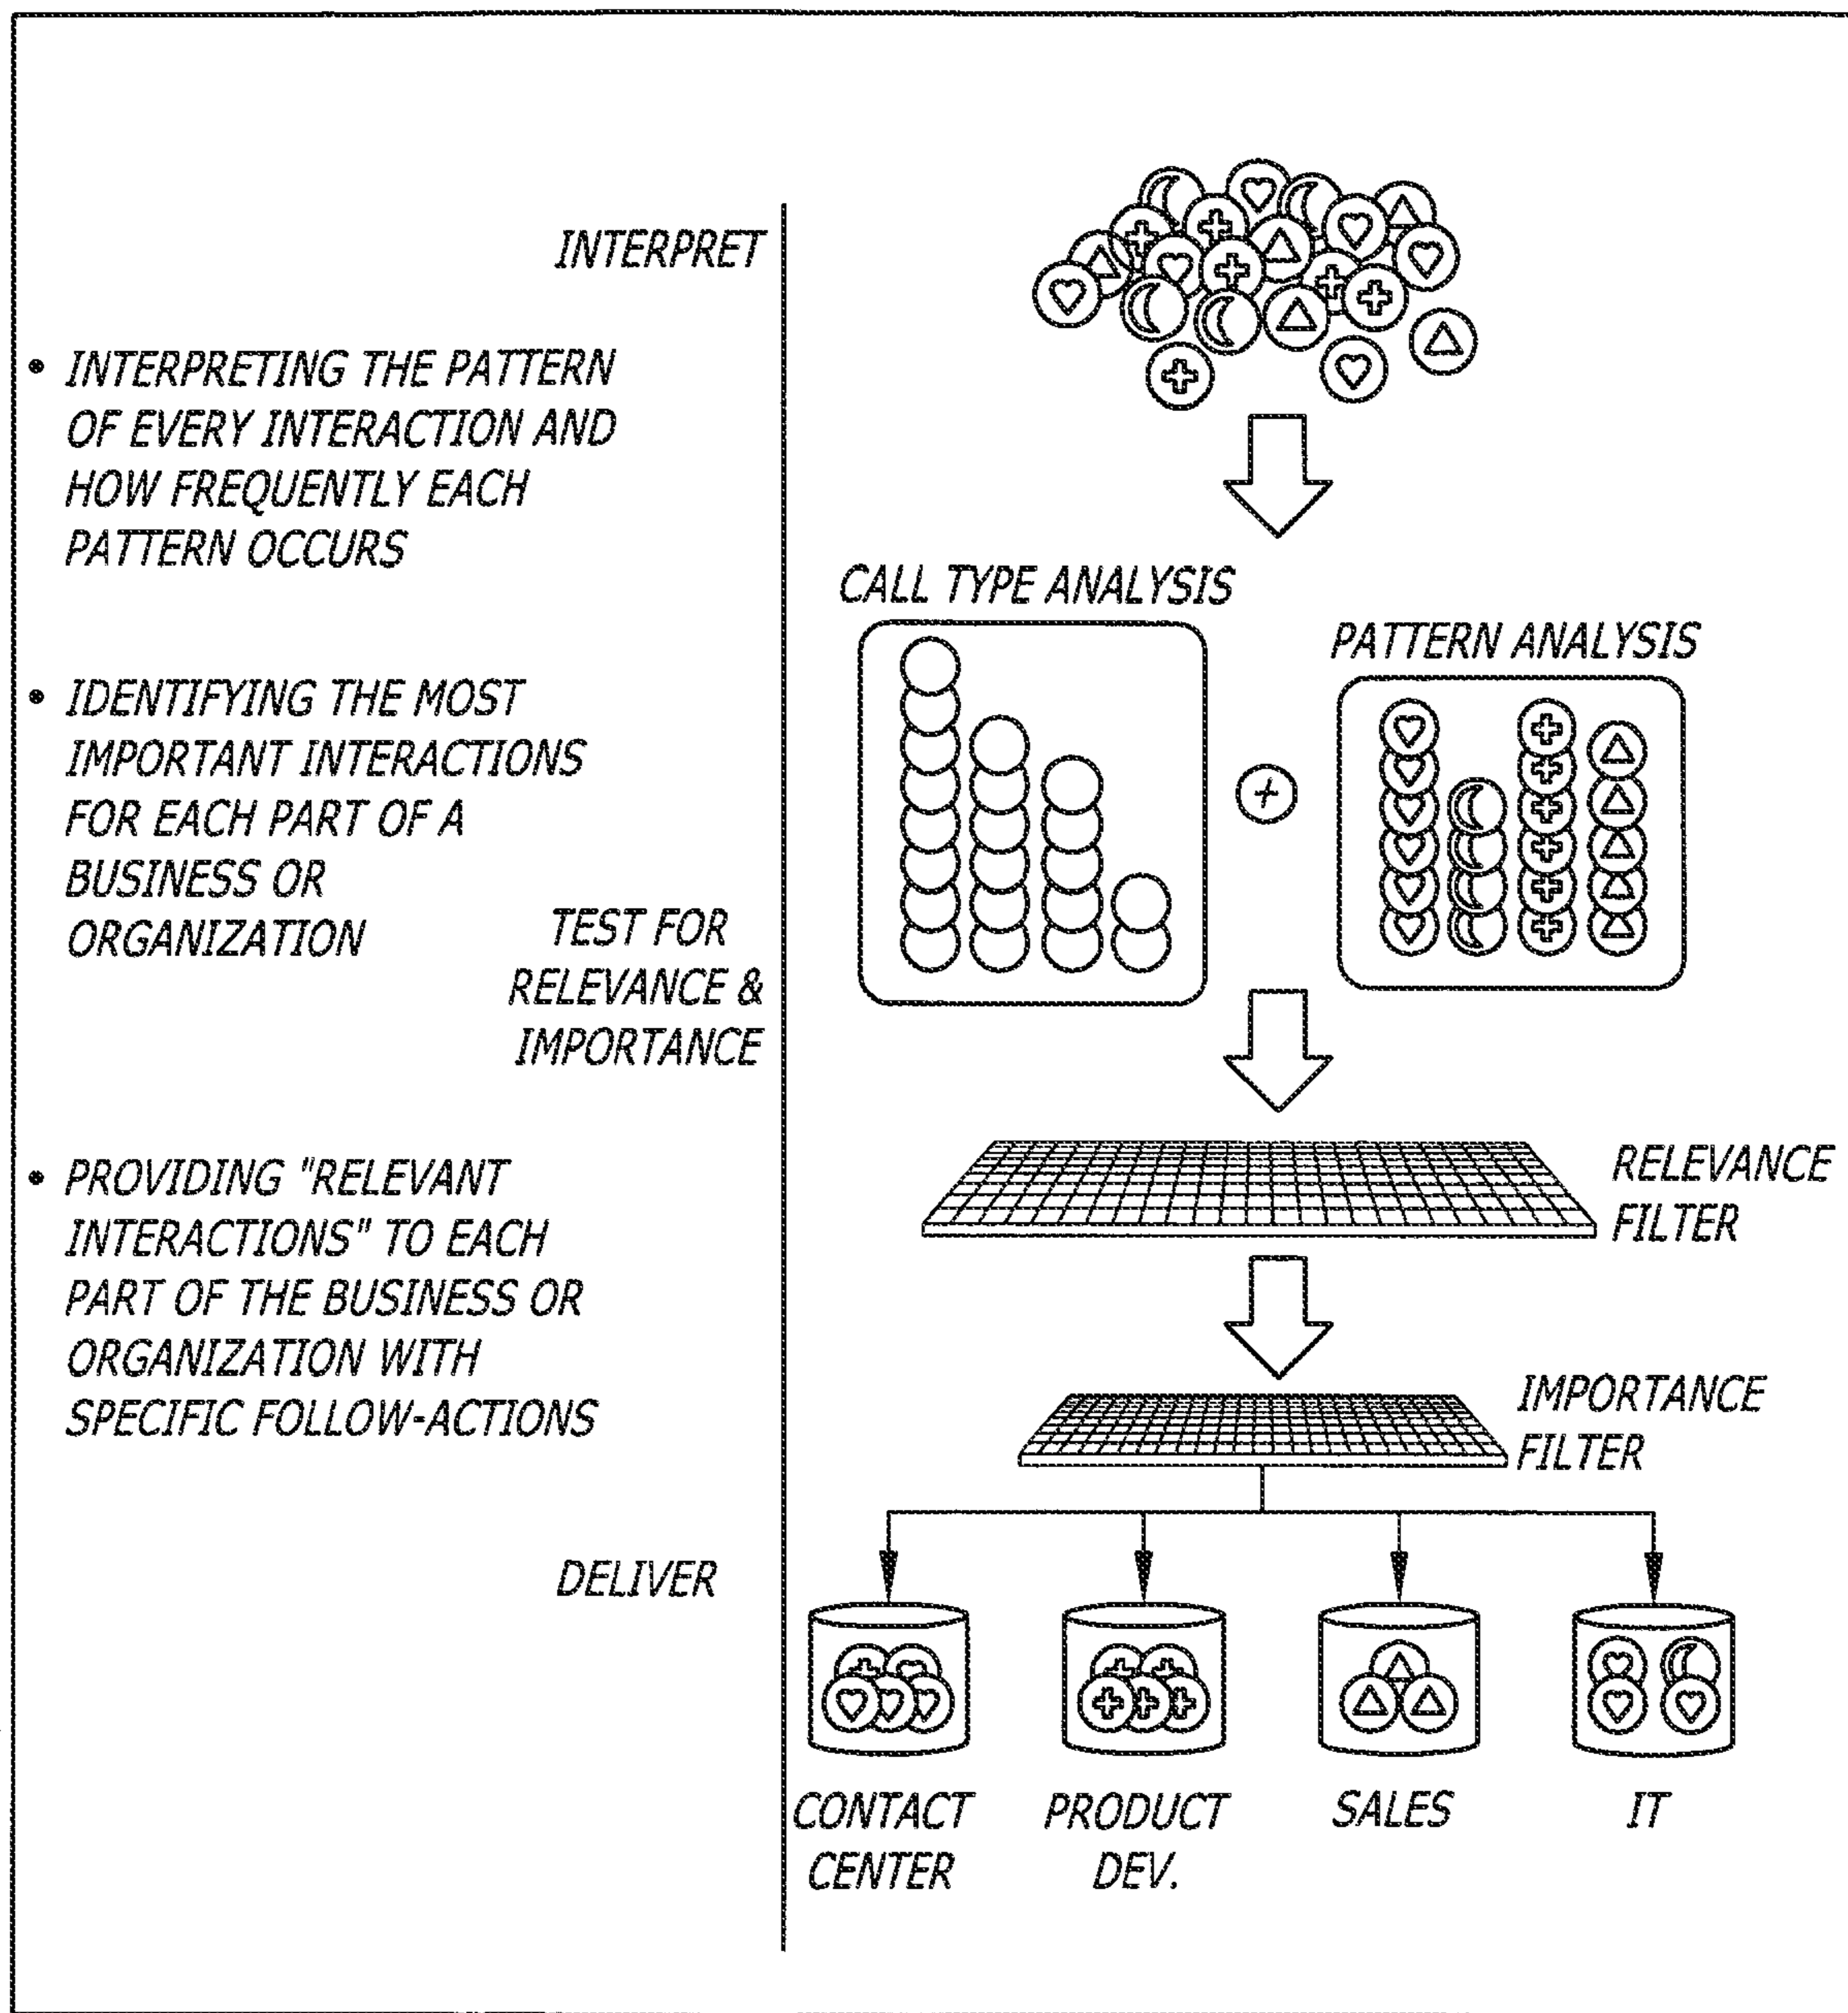 INTERPRET
• INTERPRETING THE PATTERN
OF EVERY INTERACTION AND
HOW FREQUENTLY EACH
PATTERN OCCURS
• IDENTIFYING THE MOST
IMPORTANT INTERACTIONS
FOR EACH PART OF A
BUSINESS OR
ORGANIZATION
TEST FOR
RELEVANCE &
IMPORTANCE
• PROVIDING "RELEVANT
INTERACTIONS" TO EACH
PART OF THE BUSINESS OR
ORGANIZATION WITH
SPECIFIC FOLLOW-ACTIONS
DELIVER
CALL TYPE ANALYSIS
+
PATTERN ANALYSIS
RELEVANCE
FILTER
IMPORTANCE
FILTER
CONTACT
CENTER
PRODUCT
DEV.
SALES
IT